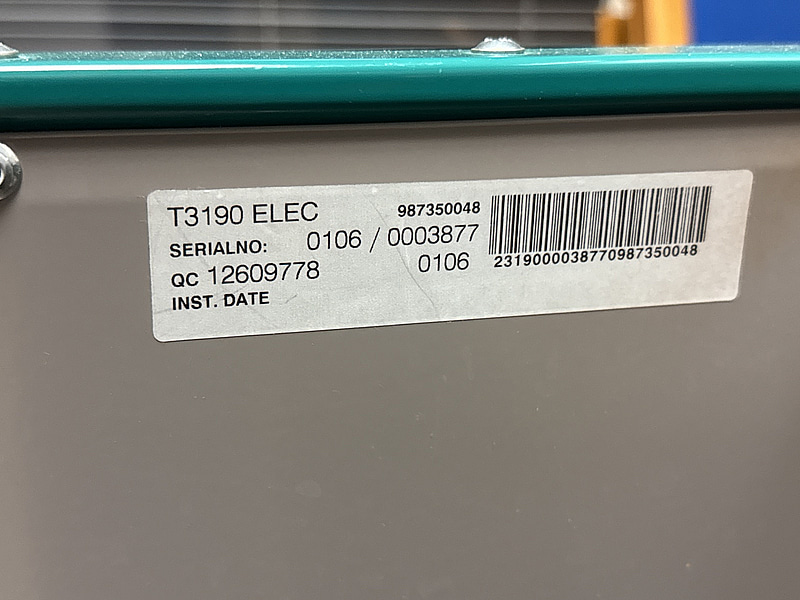 T3190 ELEC 987350048
SERIALNO: 0106 / 0003877
QC 12609778 0106
INST. DATE
2319000038770987350048